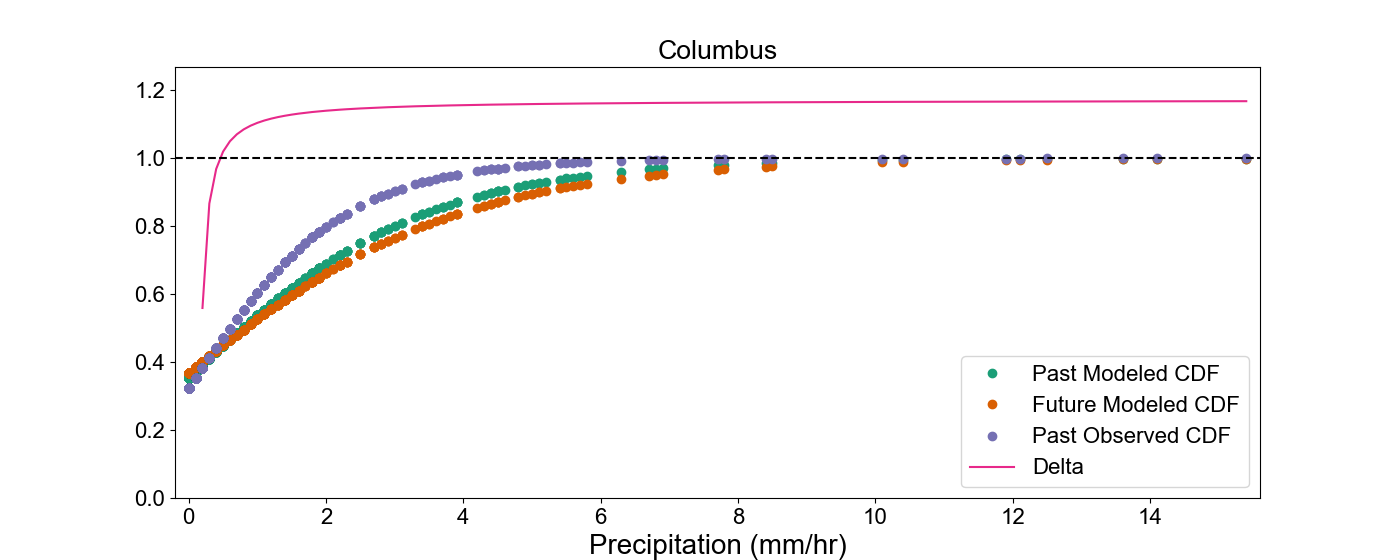 Columbus
1.2
1.0
0.8
0.6
0.4
0.2
0.0
0 2 4 6 8 10 12 14
Precipitation (mm/hr)
Past Modeled CDF
Future Modeled CDF
Past Observed CDF
Delta